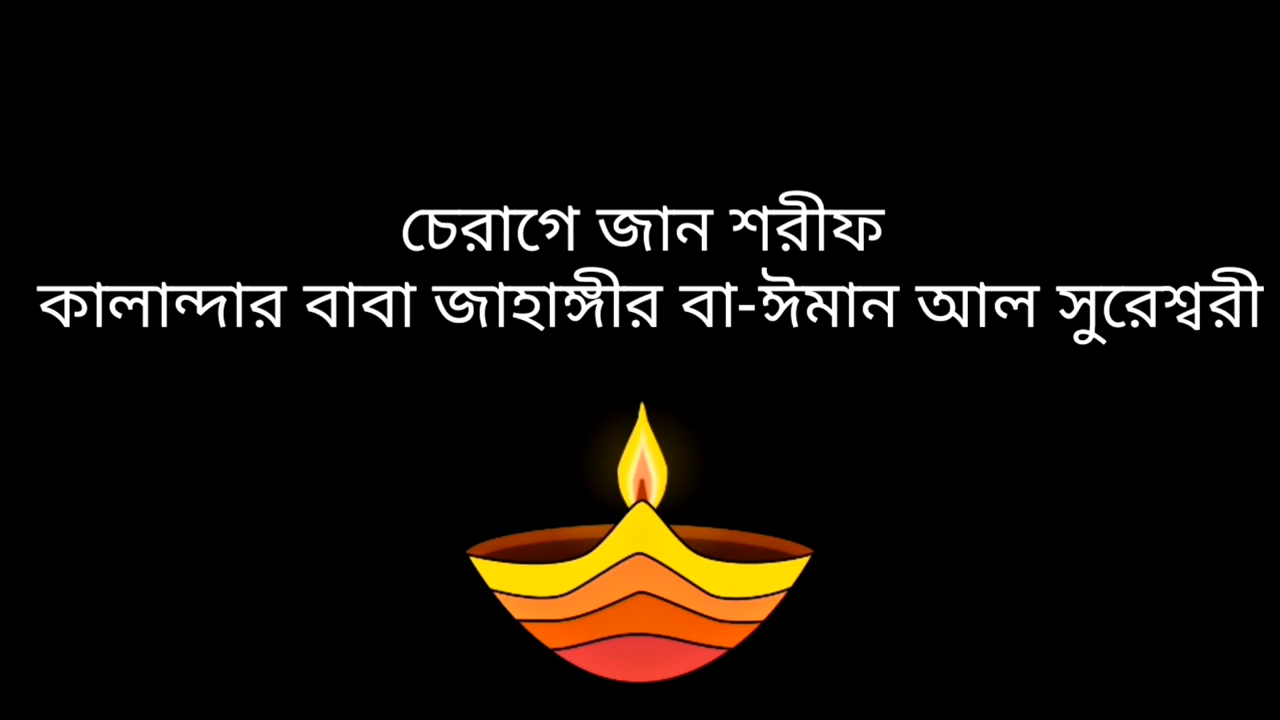 চেরাগে জান শরীফ
কালান্দার বাবা জাহাঙ্গীর বা-ঈমান আল সুরেশ্বরী